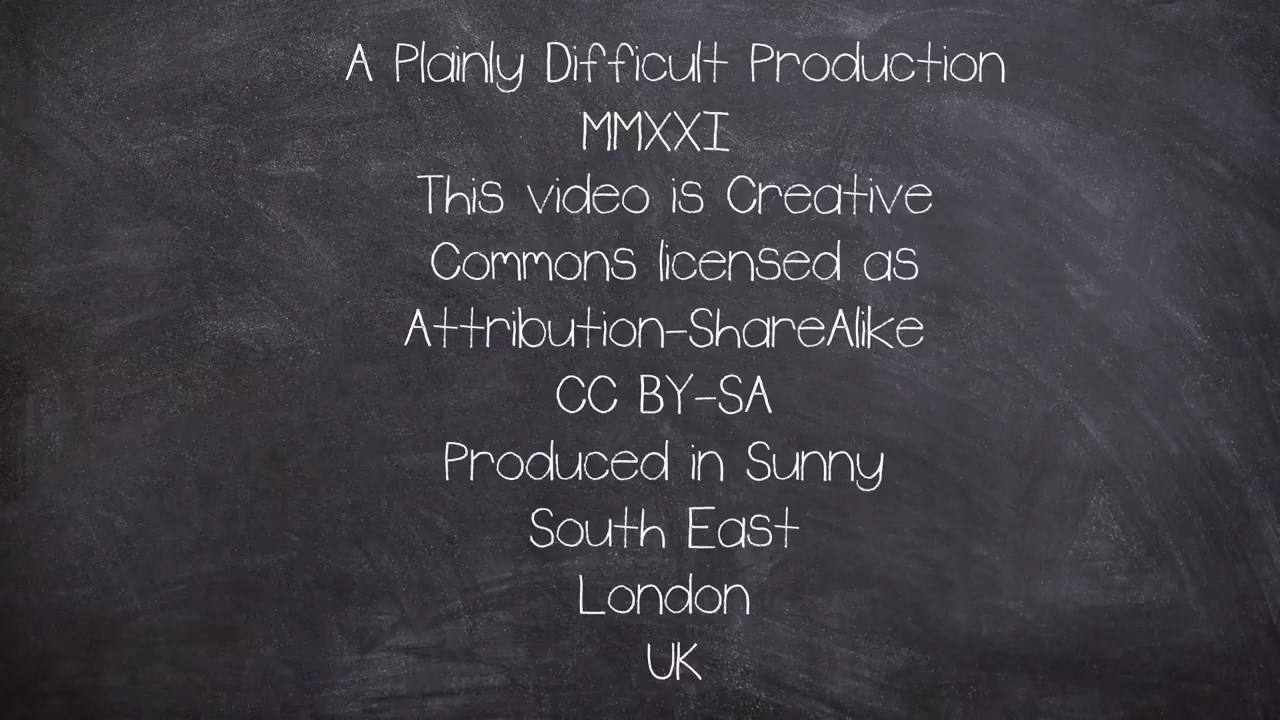 A Plainly Difficult Production
MMXXI
This video is Creative
Commons licensed as
Attribution-ShareAlike
CC BY-SA
Produced in Sunny
South East
London
UK